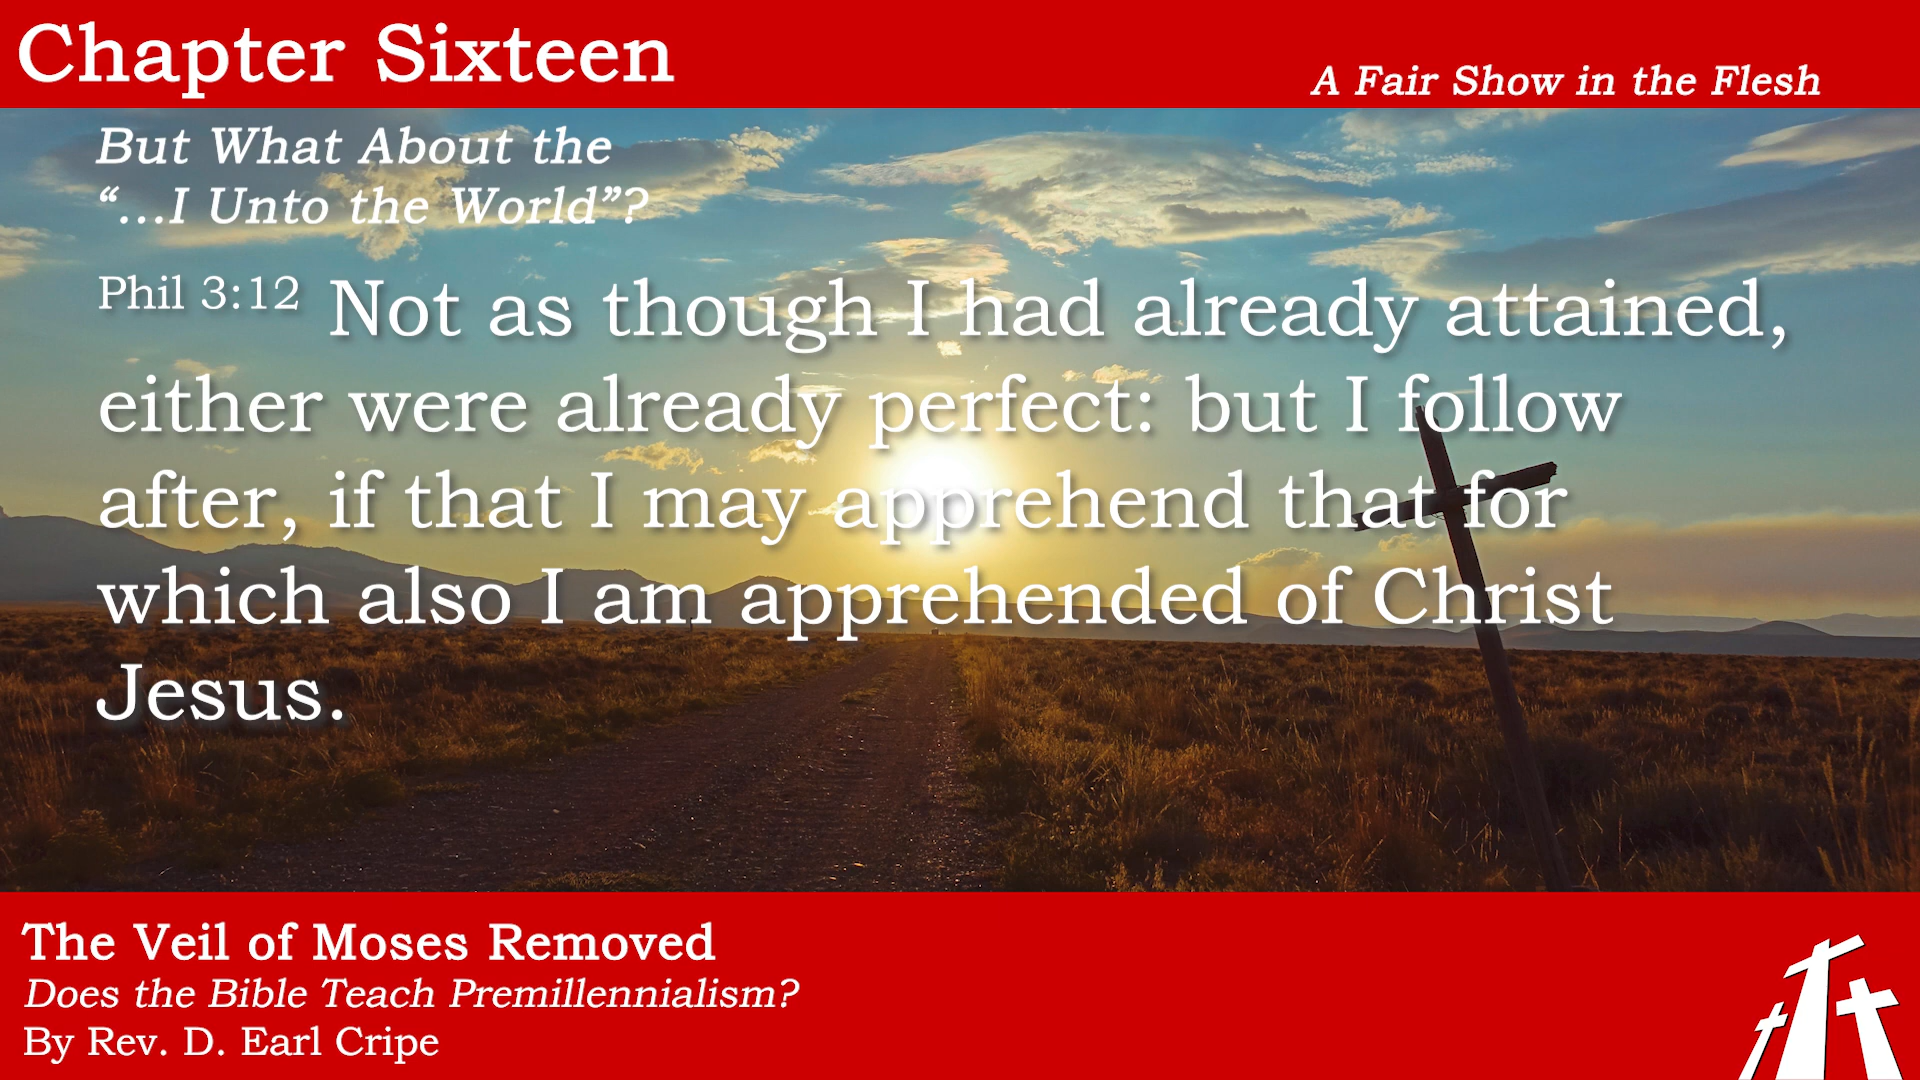 Chapter Sixteen
A Fair Show in the Flesh
But What About the
“…I Unto the World”?
Phil 3:12 Not as though I had already attained,
either were already perfect: but I follow
after, if that I may apprehend that for
which also I am apprehended of Christ
Jesus.
The Veil of Moses Removed
Does the Bible Teach Premillennialism?
By Rev. D. Earl Cripe